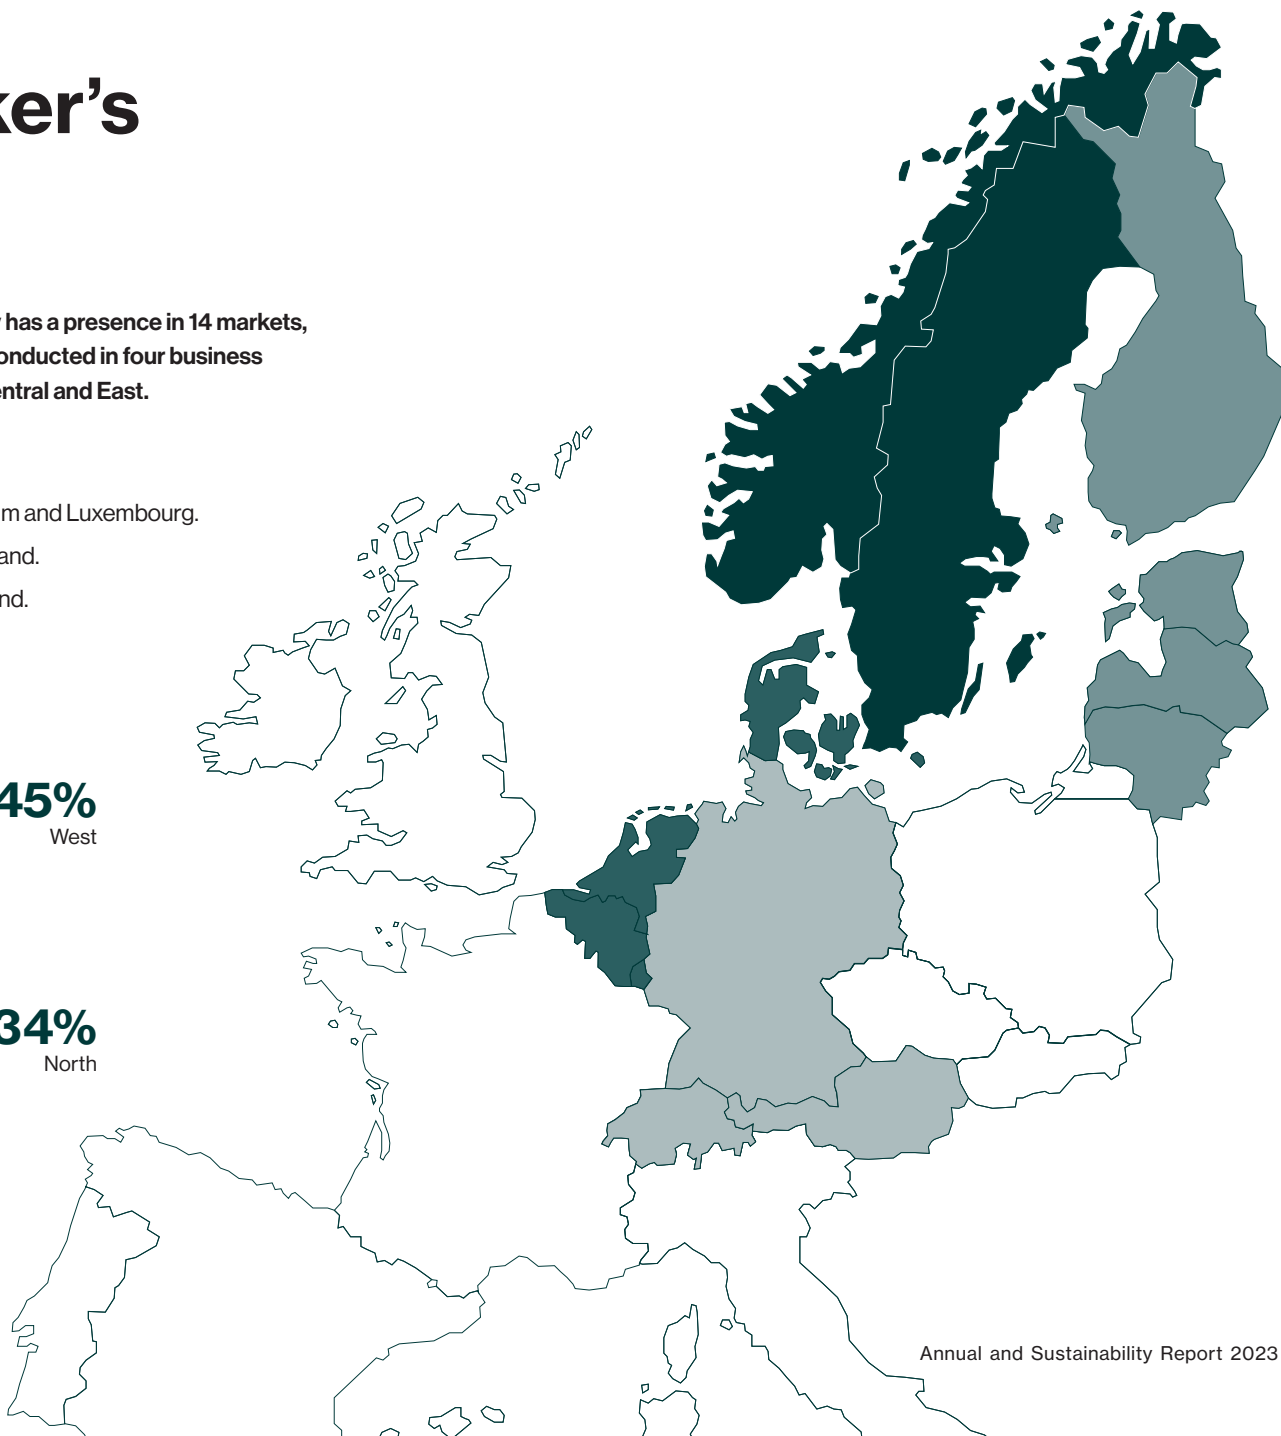 ker’s
has a presence in 14 markets,
onducted in four business
entral and East.
m and Luxembourg.
and.
nd.
45%
West
34%
North
Annual and Sustainability Report 2023